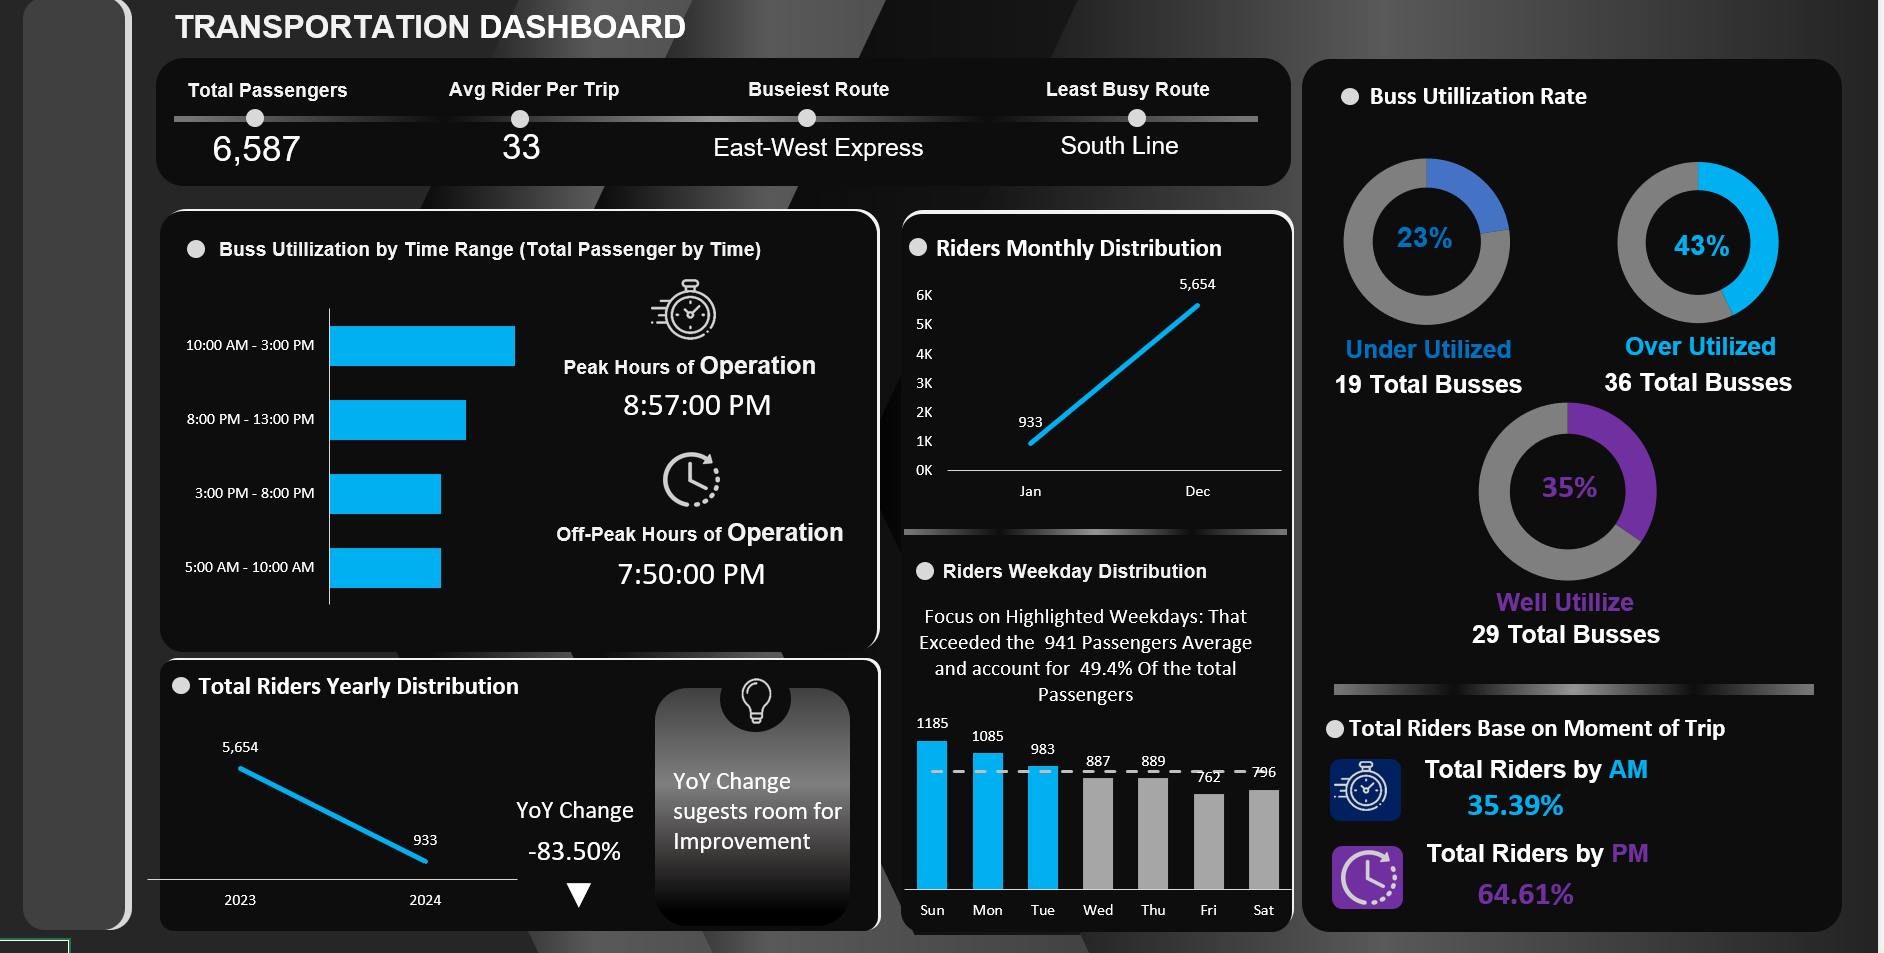 TRANSPORTATION DASHBOARD
Total Passengers
6,587
Avg Rider Per Trip
33
Buseiest Route
East-West Express
Least Busy Route
South Line
Buss Utillization by Time Range (Total Passenger by Time)
10:00 AM - 3:00 PM
8:00 PM - 13:00 PM
3:00 PM - 8:00 PM
5:00 AM - 10:00 AM
Peak Hours of Operation
8:57:00 PM
Off-Peak Hours of Operation
7:50:00 PM
Total Riders Yearly Distribution
5,654
933
2023
2024
YoY Change
-83.50%
YoY Change
sugests room for
Improvement
Riders Monthly Distribution
6K
5K
4K
3K
2K
1K
0K
933
5,654
Jan
Dec
Riders Weekday Distribution
Focus on Highlighted Weekdays: That
Exceeded the 941 Passengers Average
and account for 49.4% Of the total
Passengers
1185
1085
983
887
889
762
796
Sun
Mon
Tue
Wed
Thu
Fri
Sat
Buss Utillization Rate
23%
Under Utilized
19 Total Busses
43%
Over Utilized
36 Total Busses
35%
Well Utillize
29 Total Busses
Total Riders Base on Moment of Trip
Total Riders by AM
35.39%
Total Riders by PM
64.61%